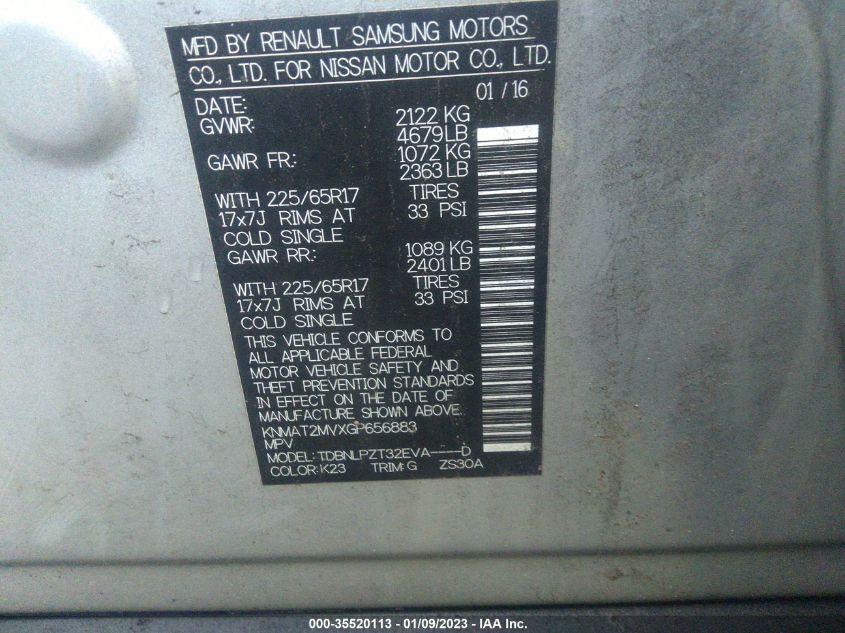 MFD BY RENAULT SAMSUNG MOTORS
CO., LTD. FOR NISSAN MOTOR CO., LTD.
DATE: 01 / 16
GVWR: 2122 KG
4679LB
GAWR FR: 1072 KG
2363 LB
WITH 225/65R17 TIRES
17x7J RIMS AT 33 PSI
COLD SINGLE
GAWR RR: 1089 KG
2401 LB
WITH 225/65R17 TIRES
17x7J RIMS AT 33 PSI
COLD SINGLE
THIS VEHICLE CONFORMS TO
ALL APPLICABLE FEDERAL
MOTOR VEHICLE SAFETY AND
THEFT PREVENTION STANDARDS
IN EFFECT ON THE DATE OF
MANUFACTURE SHOWN ABOVE.
KNMAT2MVXGP656883
MPV
MODEL: TDBNLPZT32EVA----D
COLOR: K23 TRIM: G ZS30A
000-35520113 - 01/09/2023 - IAA Inc.